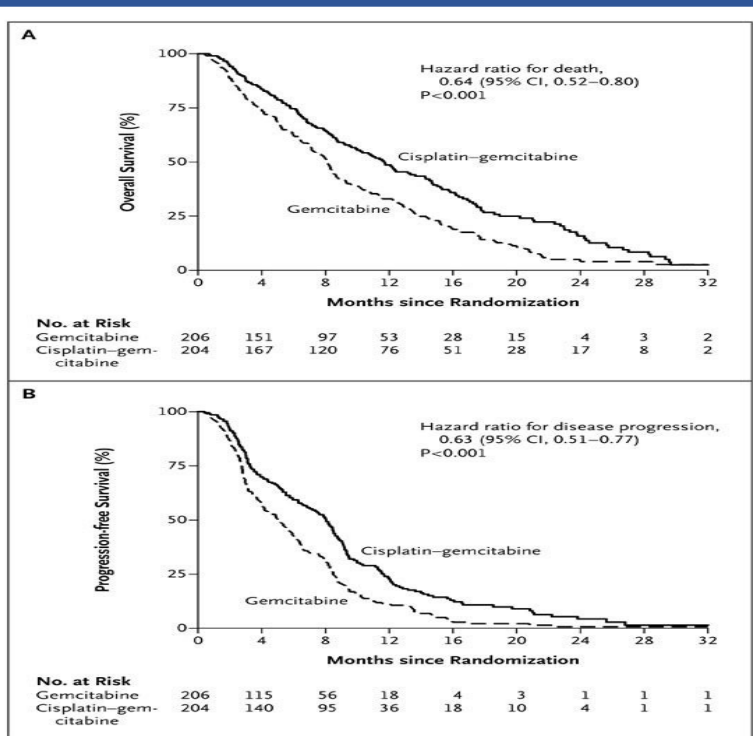 A
Overall Survival (%)
100
75
50
25
0
Hazard ratio for death,
0.64 (95% CI, 0.52–0.80)
P<0.001
Cisplatin–gemcitabine
Gemcitabine
0 4 8 12 16 20 24 28 32
Months since Randomization
No. at Risk
Gemcitabine 206 151 97 53 28 15 4 3 2
Cisplatin–gem- 204 167 120 76 51 28 17 8 2
citabine
B
Progression-free Survival (%)
100
75
50
25
0
Hazard ratio for disease progression,
0.63 (95% CI, 0.51–0.77)
P<0.001
Cisplatin–gemcitabine
Gemcitabine
0 4 8 12 16 20 24 28 32
Months since Randomization
No. at Risk
Gemcitabine 206 115 56 18 4 3 1 1 1
Cisplatin–gem- 204 140 95 36 18 10 4 1 1
citabine